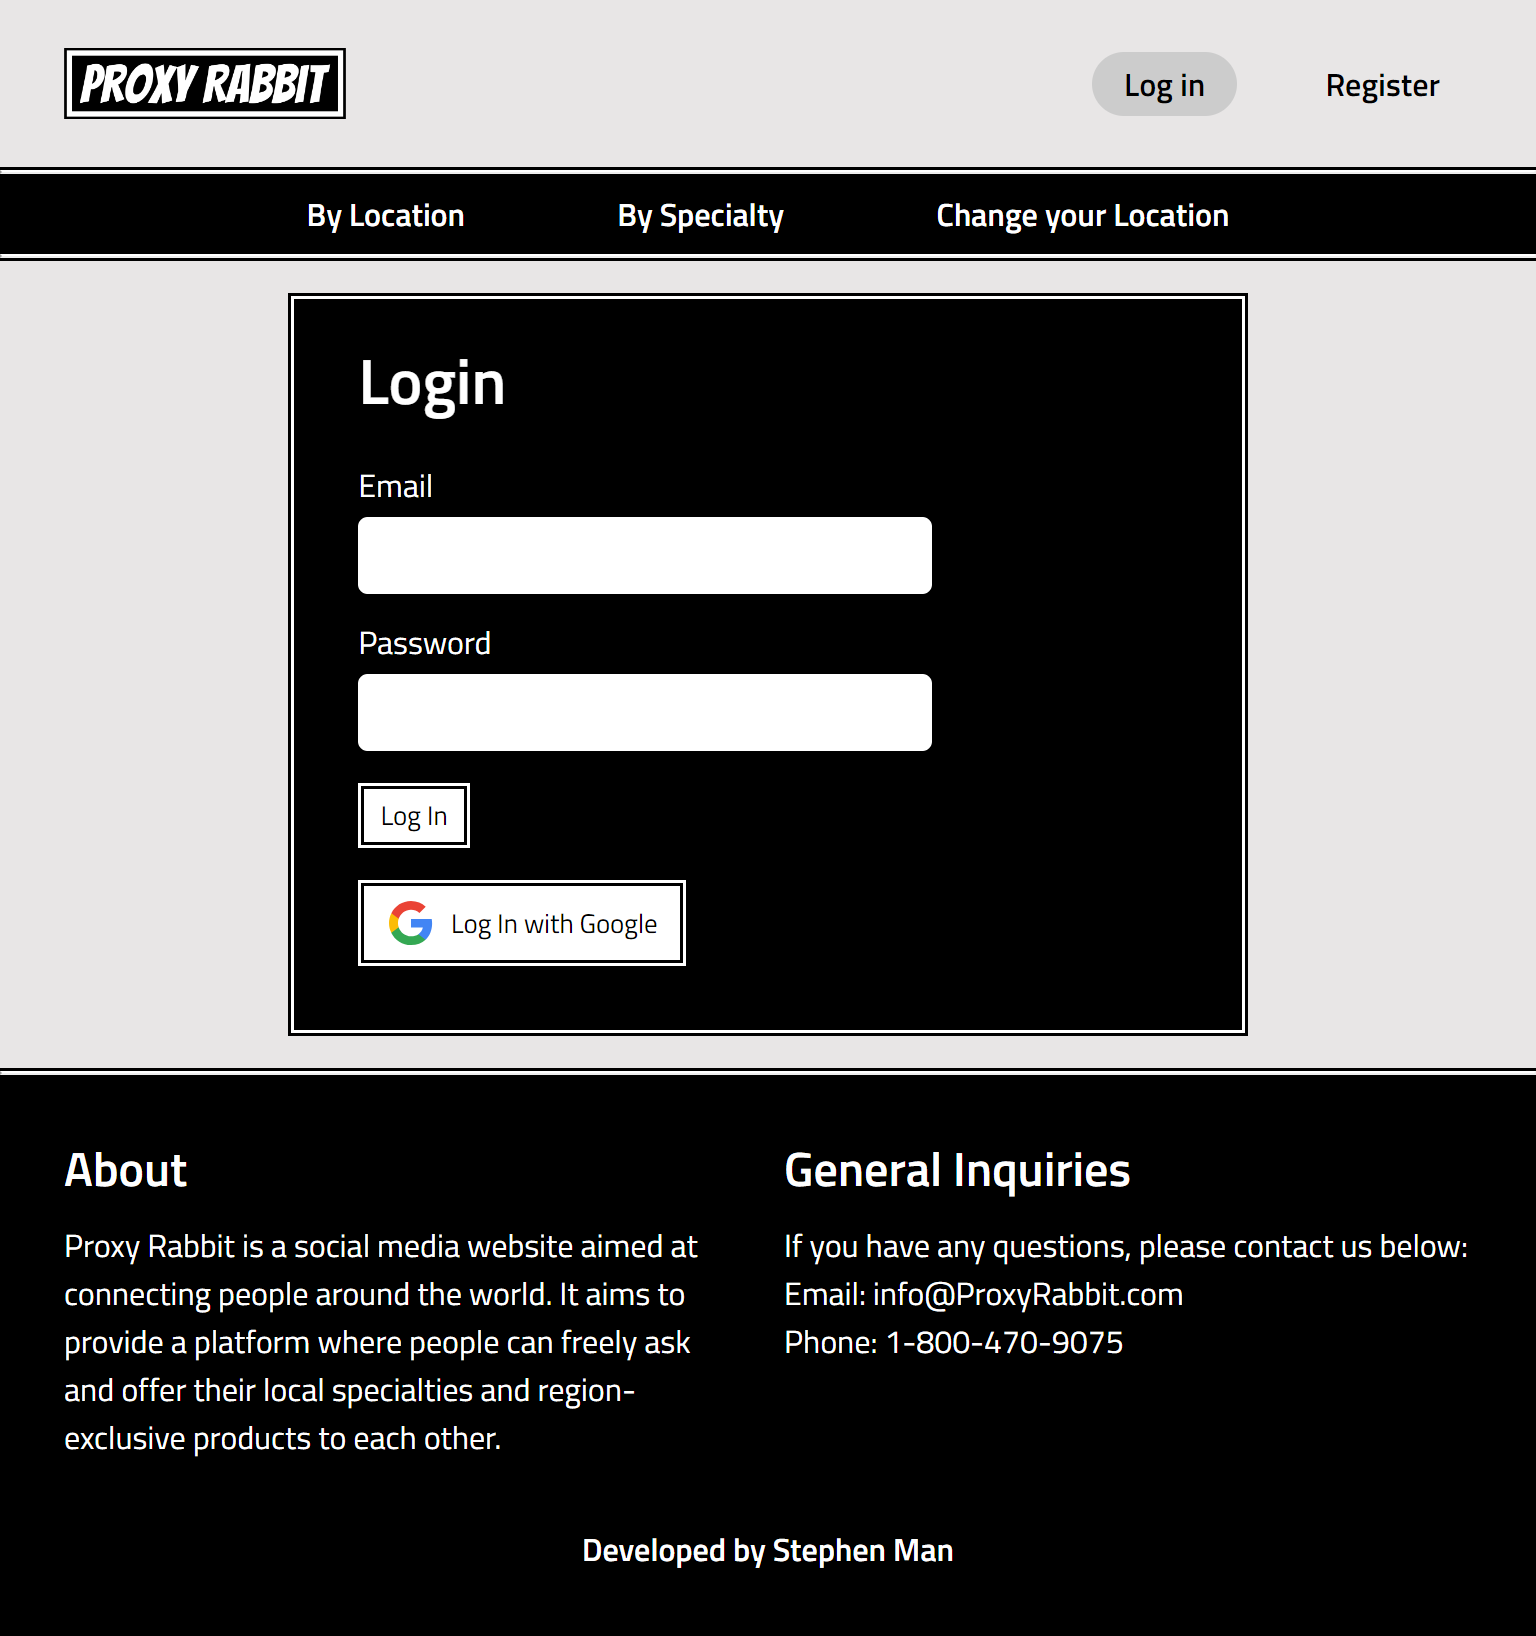 PROXY RABBIT
Log in
Register
By Location
By Specialty
Change your Location
Login
Email
Password
Log In
Log In with Google
About
Proxy Rabbit is a social media website aimed at
connecting people around the world. It aims to
provide a platform where people can freely ask
and offer their local specialties and region-
exclusive products to each other.
General Inquiries
If you have any questions, please contact us below:
Email: info@ProxyRabbit.com
Phone: 1-800-470-9075
Developed by Stephen Man